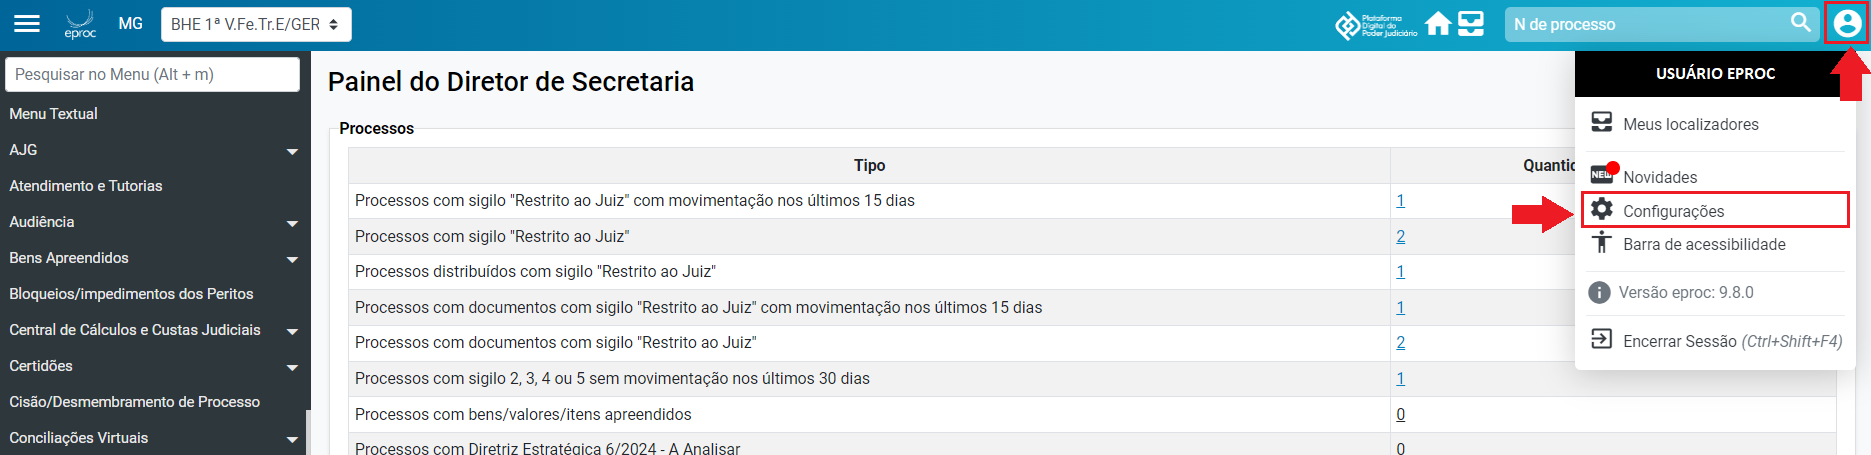 eproc
MG
BHE 1ª V.Fe.Tr.E/GER
Plataforma
Digital do
Poder Judiciário
N de processo
Pesquisar no Menu (Alt + m)
Menu Textual
AJG
Atendimento e Tutorias
Audiência
Bens Apreendidos
Bloqueios/impedimentos dos Peritos
Central de Cálculos e Custas Judiciais
Certidões
Cisão/Desmembramento de Processo
Conciliações Virtuais
Painel do Diretor de Secretaria
Processos
Tipo
Quantic
Processos com sigilo "Restrito ao Juiz" com movimentação nos últimos 15 dias
1
Processos com sigilo "Restrito ao Juiz"
2
Processos distribuídos com sigilo "Restrito ao Juiz"
1
Processos com documentos com sigilo "Restrito ao Juiz" com movimentação nos últimos 15 dias
1
Processos com documentos com sigilo "Restrito ao Juiz"
2
Processos com sigilo 2, 3, 4 ou 5 sem movimentação nos últimos 30 dias
1
Processos com bens/valores/itens apreendidos
0
Processos com Diretriz Estratégica 6/2024 - A Analisar
0
USUÁRIO EPROC
Meus localizadores
NEW
Novidades
Configurações
Barra de acessibilidade
Versão eproc: 9.8.0
Encerrar Sessão (Ctrl+Shift+F4)